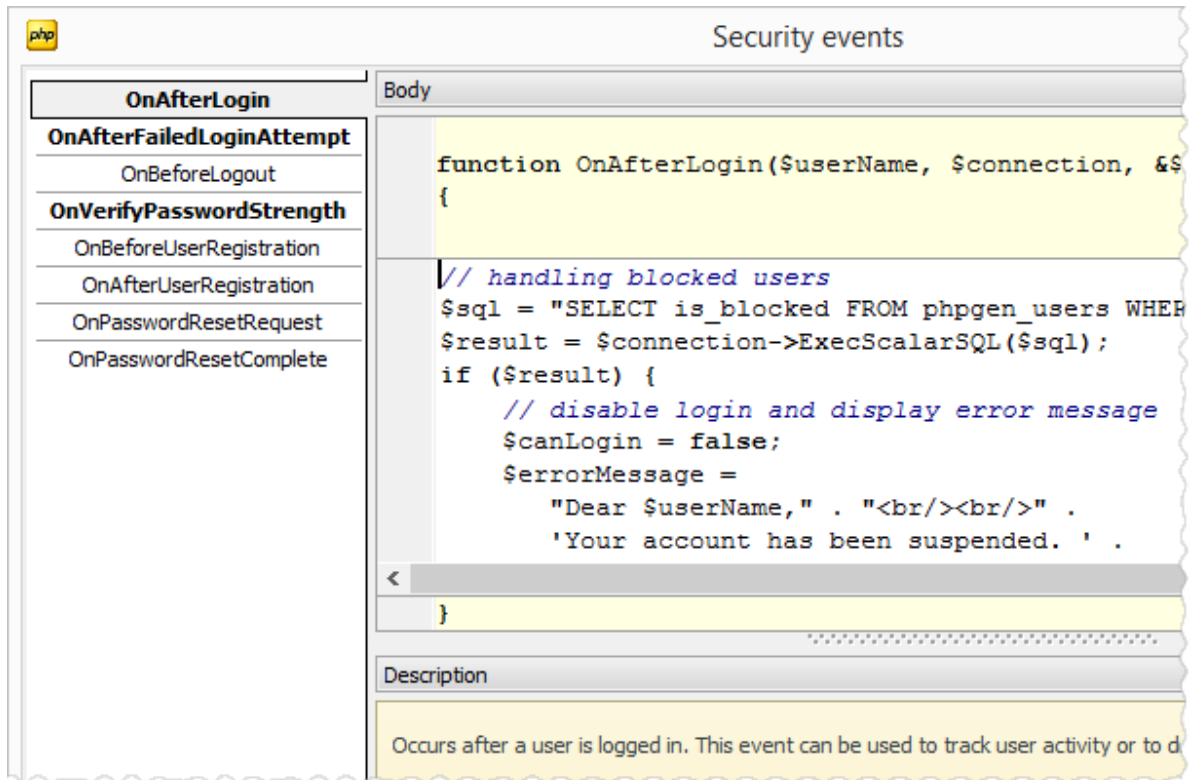 php
Security events
OnAfterLogin
OnAfterFailedLoginAttempt
OnBeforeLogout
OnVerifyPasswordStrength
OnBeforeUserRegistration
OnAfterUserRegistration
OnPasswordResetRequest
OnPasswordResetComplete
Body
function OnAfterLogin($userName, $connection, &$
{
// handling blocked users
$sql = "SELECT is_blocked FROM phpgen_users WHER
$result = $connection->ExecScalarSQL($sql);
if ($result) {
// disable login and display error message
$canLogin = false;
$errorMessage =
"Dear $userName," . "<br/><br/>" .
'Your account has been suspended. ' .
}
Description
Occurs after a user is logged in. This event can be used to track user activity or to d